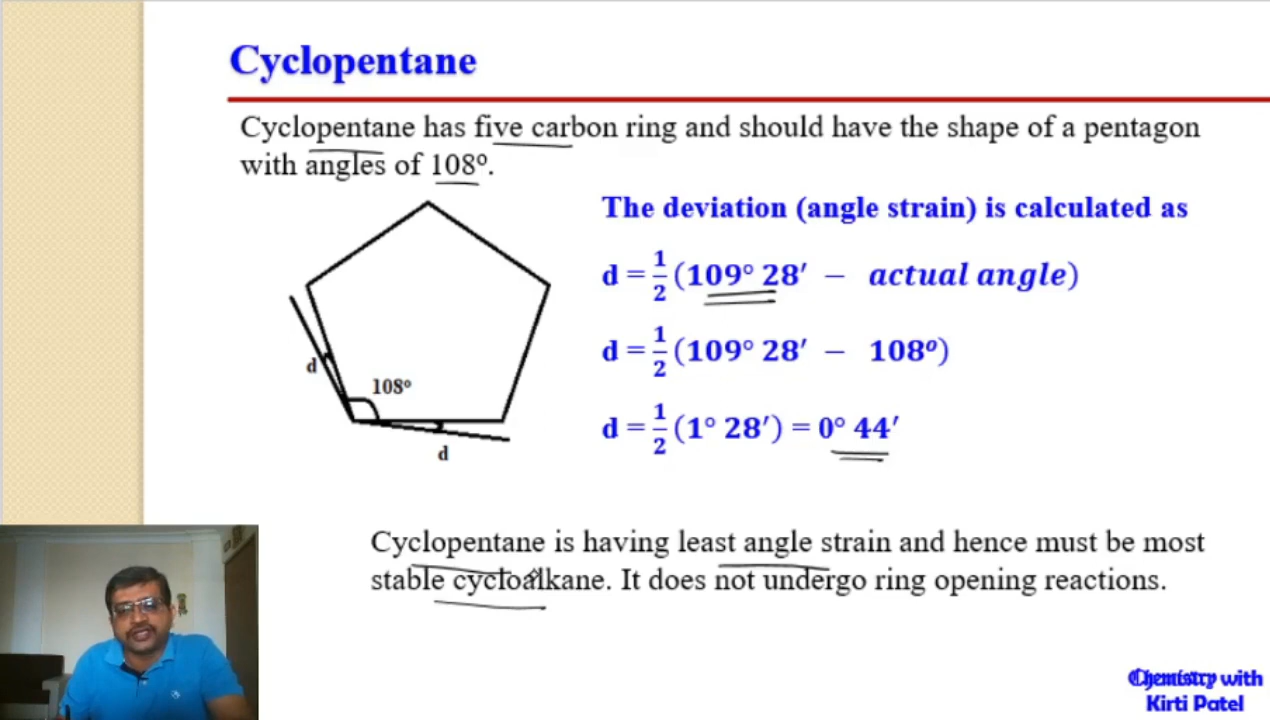 Cyclopentane
Cyclopentane has five carbon ring and should have the shape of a pentagon
with angles of 108º.
The deviation (angle strain) is calculated as
d = 1/2 (109° 28′ − actual angle)
d = 1/2 (109° 28′ − 108º)
d = 1/2 (1° 28′) = 0° 44′
d
108º
d
Cyclopentane is having least angle strain and hence must be most
stable cycloalkane. It does not undergo ring opening reactions.
Chemistry with
Kirti Patel